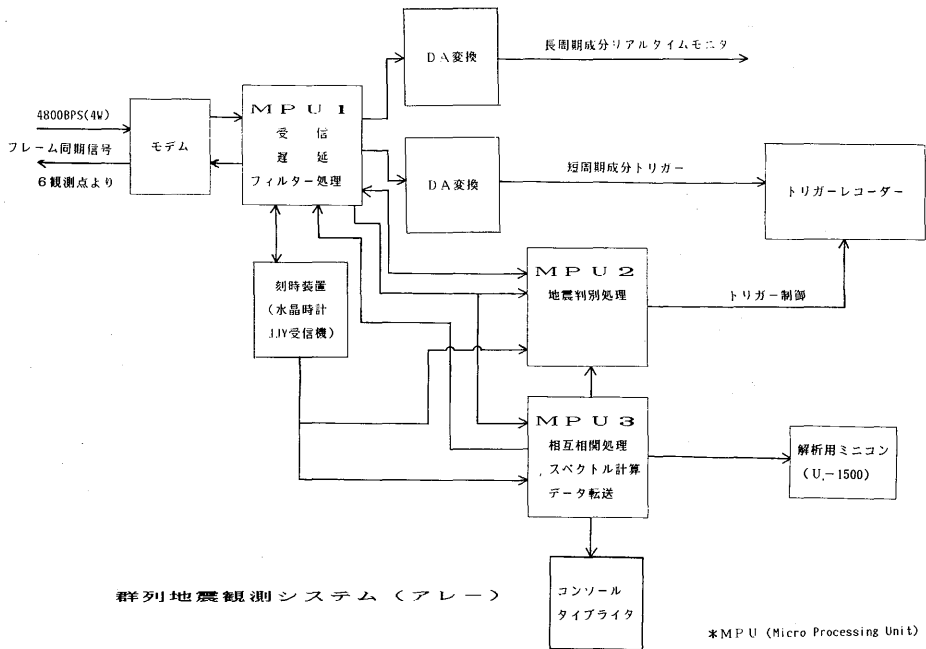 DA変換
長周期成分リアルタイムモニタ
4800BPS(4W)
フレーム同期信号
6観測点より
モデム
MPU1
受信
遅延
フィルター処理
DA変換
短周期成分トリガー
トリガーレコーダー
刻時装置
(水晶時計
JJY受信機)
MPU2
地震判別処理
トリガー制御
MPU3
相互相関処理
スペクトル計算
データ転送
解析用ミニコン
(U-1500)
コンソール
タイプライタ
群列地震観測システム(アレー)
*MPU (Micro Processing Unit)